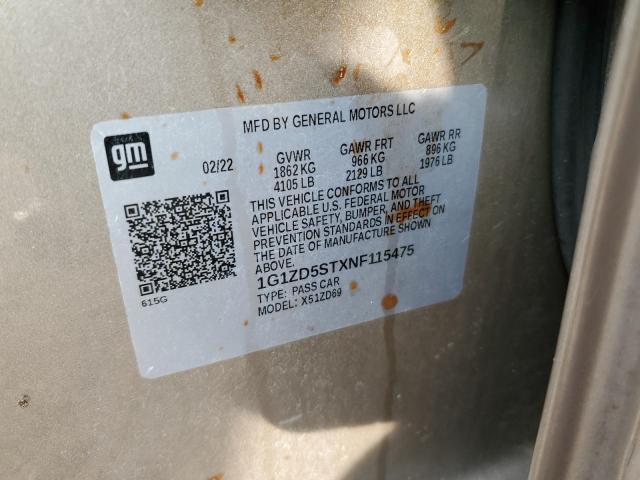 MFD BY GENERAL MOTORS LLC
gm
02/22
GVWR
1862 KG
4105 LB
GAWR FRT
966 KG
2129 LB
GAWR RR
896 KG
1976 LB
THIS VEHICLE CONFORMS TO ALL
APPLICABLE U.S. FEDERAL MOTOR
VEHICLE SAFETY, BUMPER, AND THEFT
PREVENTION STANDARDS IN EFFECT ON
THE DATE OF MANUFACTURE SHOWN
ABOVE.
1G1ZD5STXNF115475
TYPE: PASS CAR
MODEL: X51ZD69
615G